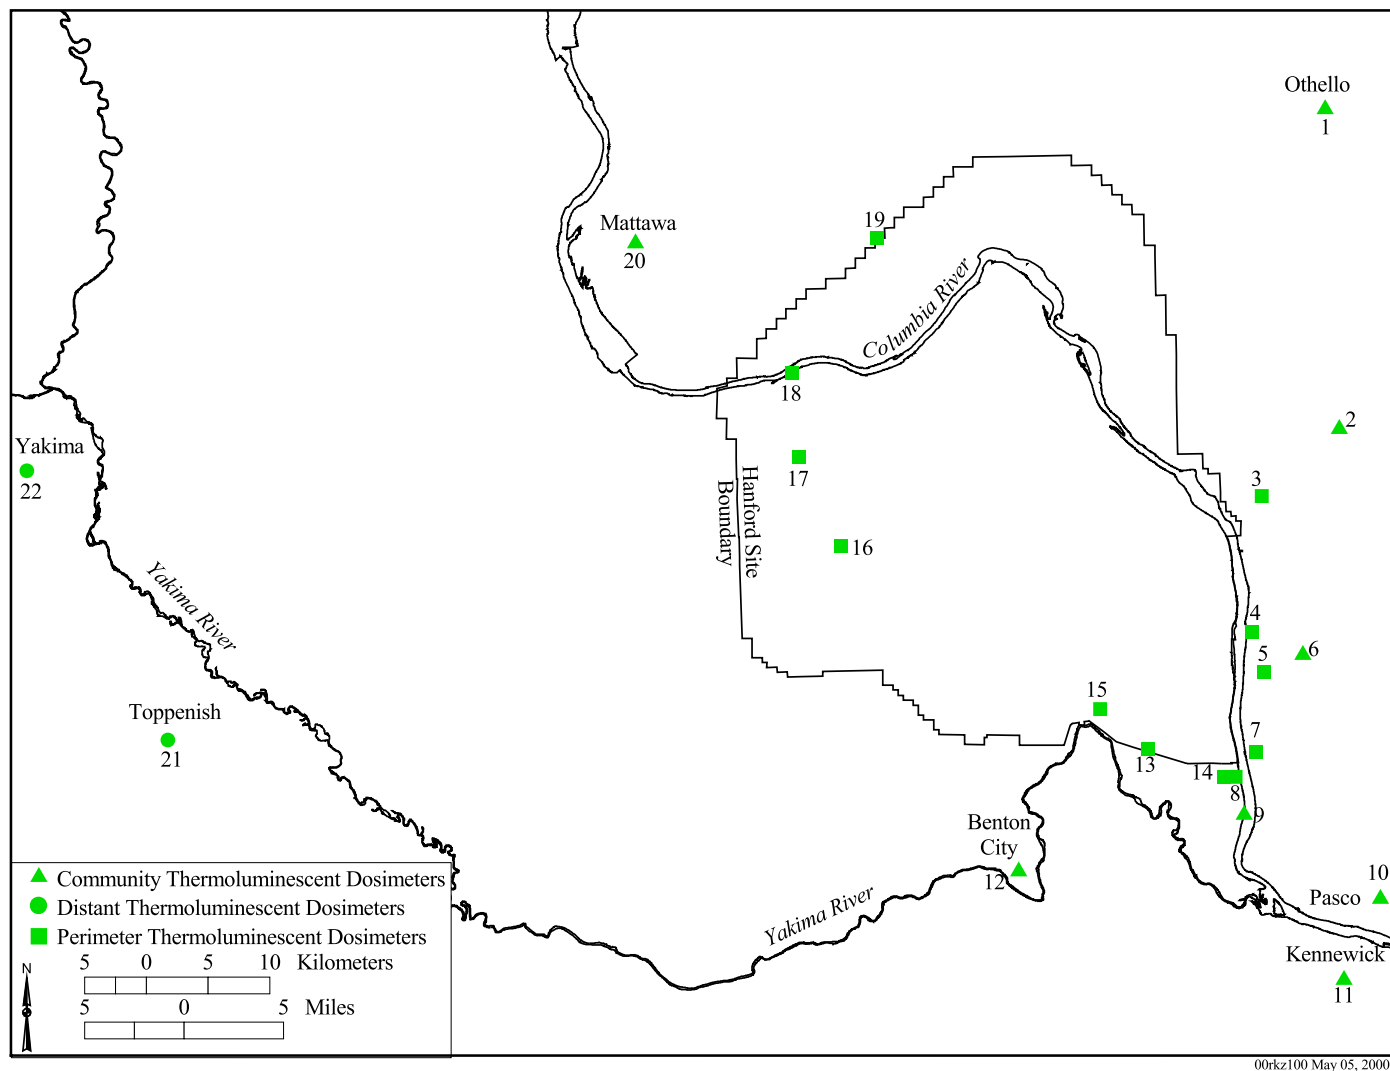 Othello
1
19
Mattawa
20
Columbia River
18
2
Yakima
22
17
Hanford Site
Boundary
3
16
Yakima River
4
6
5
Toppenish
21
15
7
13
14
8
9
Benton
City
12
10
Pasco
Yakima River
Kennewick
11
Community Thermoluminescent Dosimeters
Distant Thermoluminescent Dosimeters
Perimeter Thermoluminescent Dosimeters
N
5 0 5 10 Kilometers
5 0 5 Miles
00rkz100 May 05, 2000